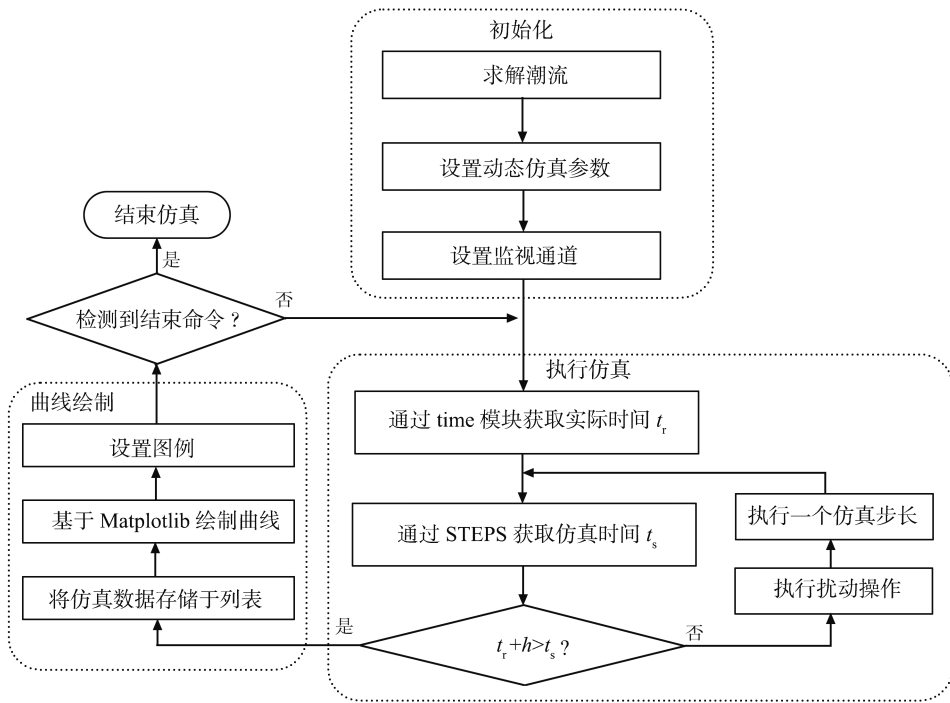 初始化
求解潮流
设置动态仿真参数
设置监视通道
结束仿真
是
检测到结束命令？
否
执行仿真
通过 time 模块获取实际时间 tr
通过 STEPS 获取仿真时间 ts
tr+h>ts？
否
执行扰动操作
执行一个仿真步长
是
曲线绘制
设置图例
基于 Matplotlib 绘制曲线
将仿真数据存储于列表